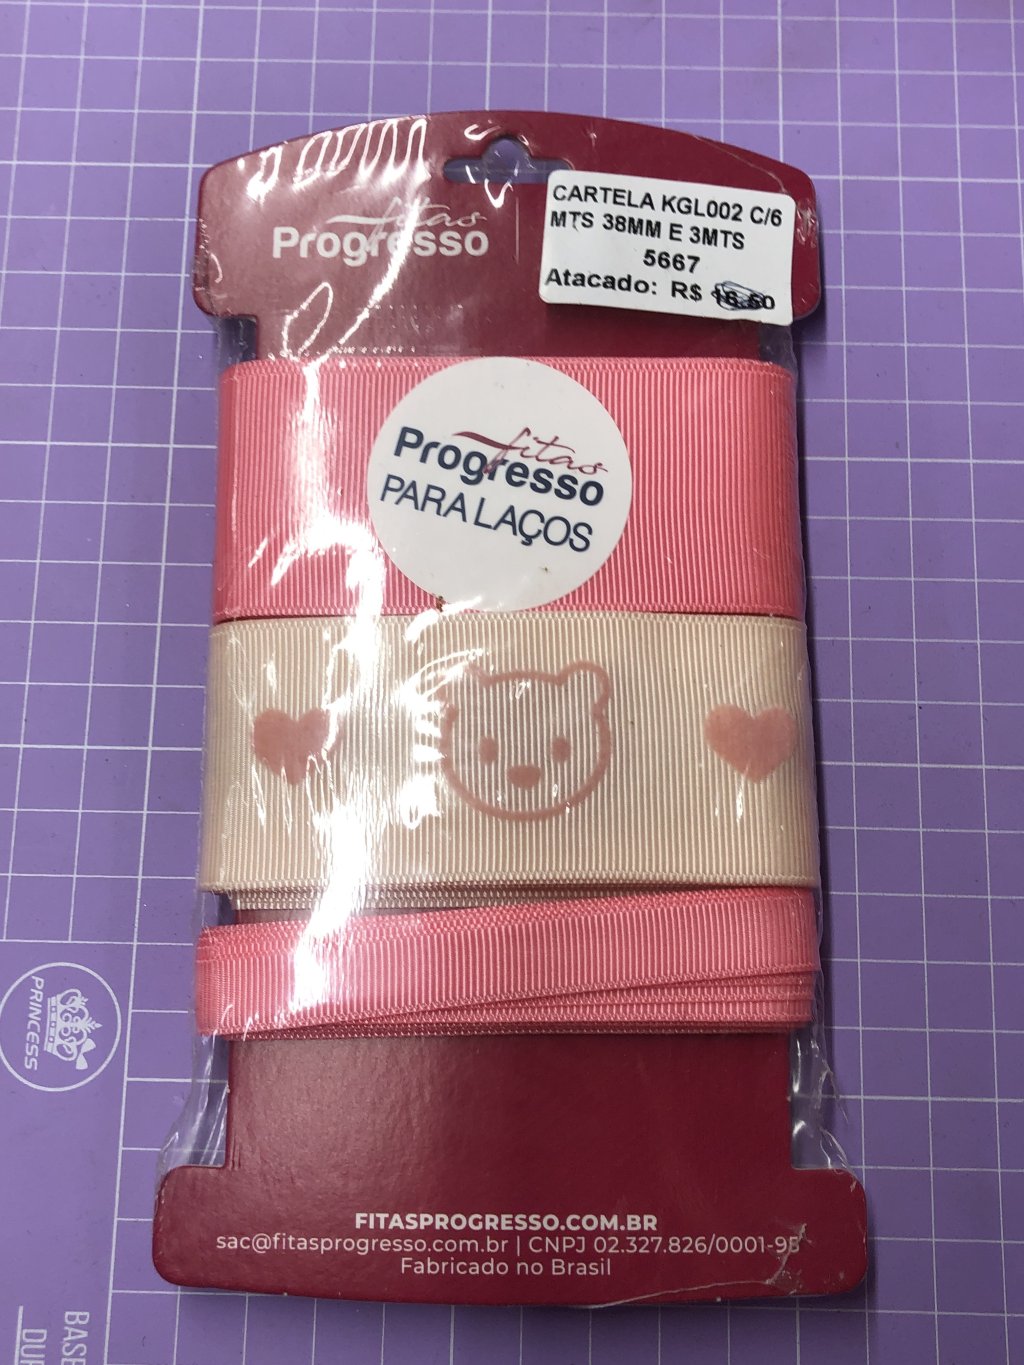 fitas
Progresso
CARTELA KGL002 C/6
MTS 38MM E 3MTS
5667
Atacado: R$ 16.50
fitas
Progresso
PARA LAÇOS
PRINCESS
FITASPROGRESSO.COM.BR
sac@fitasprogresso.com.br | CNPJ 02.327.826/0001-95
Fabricado no Brasil
BASE